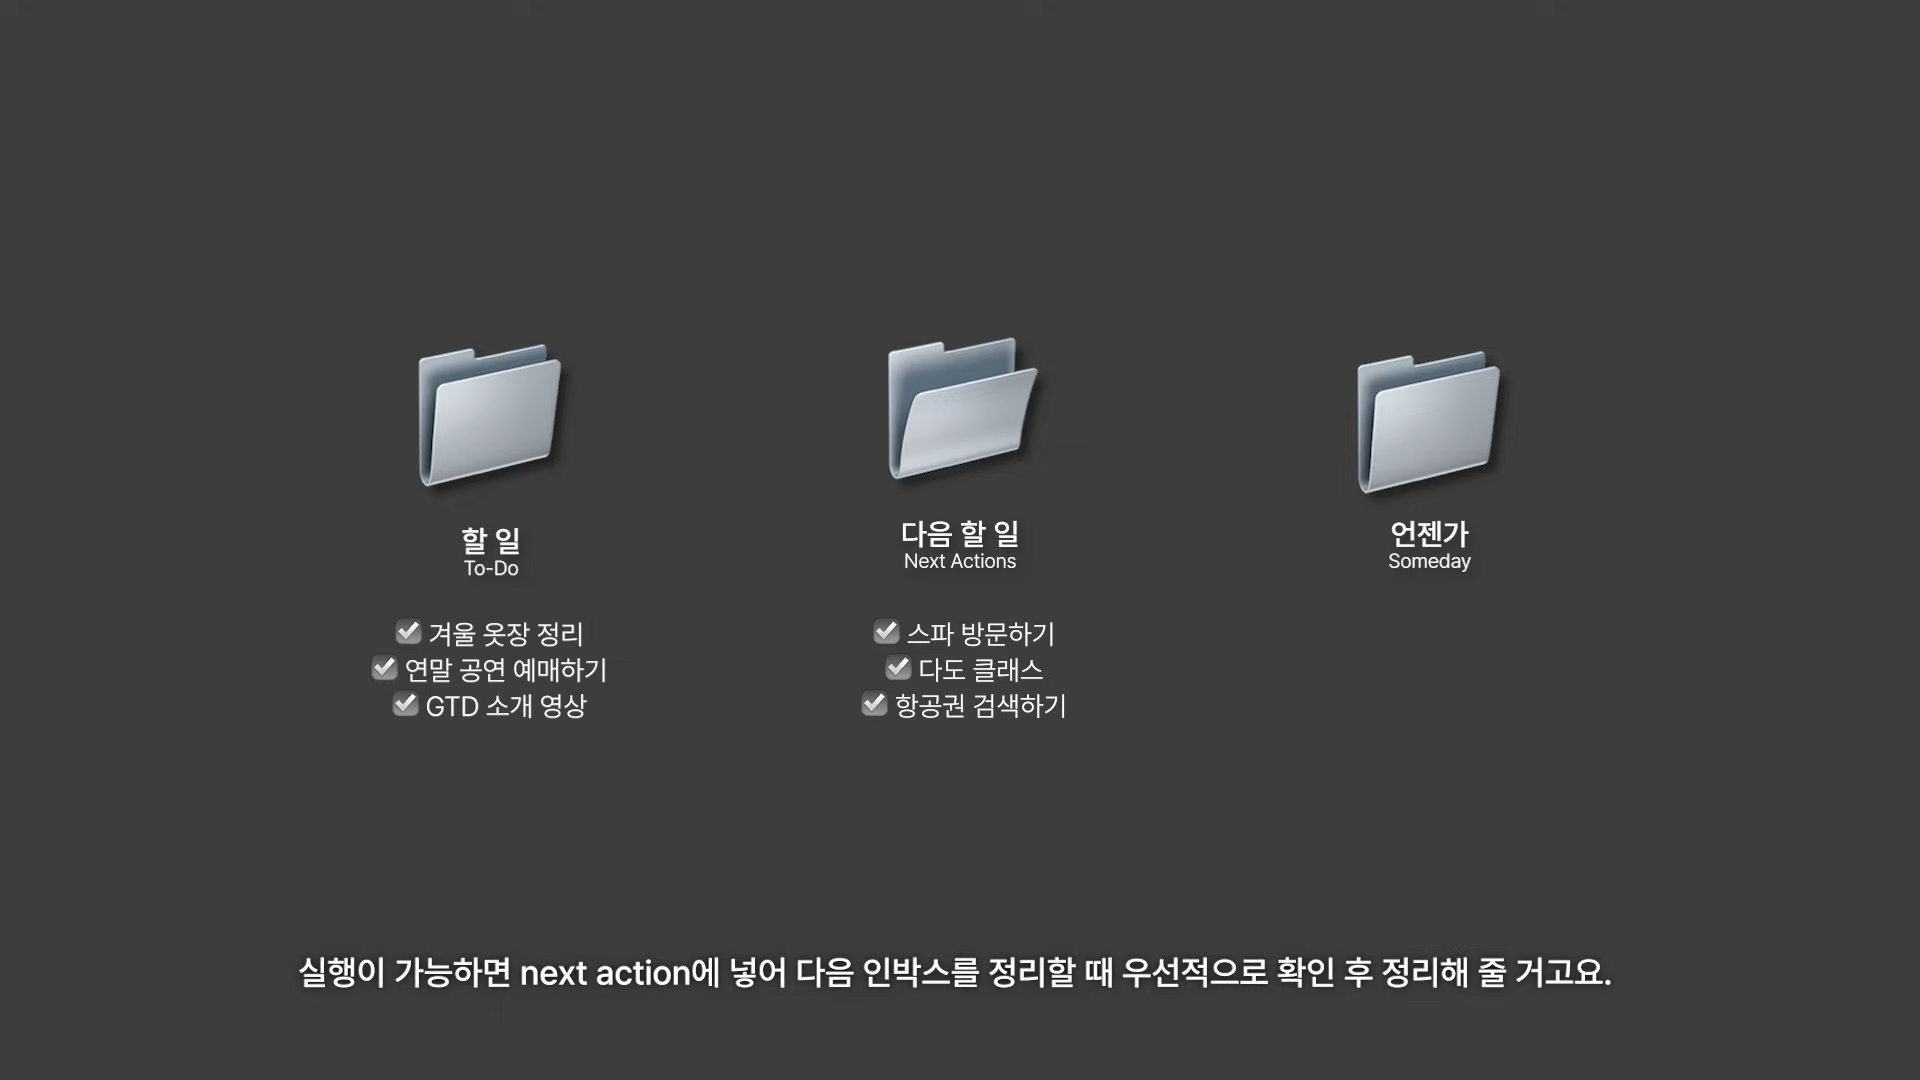 할 일
To-Do
겨울 옷장 정리
연말 공연 예매하기
GTD 소개 영상
다음 할 일
Next Actions
스파 방문하기
다도 클래스
항공권 검색하기
언젠가
Someday
실행이 가능하면 next action에 넣어 다음 인박스를 정리할 때 우선적으로 확인 후 정리해 줄 거고요.